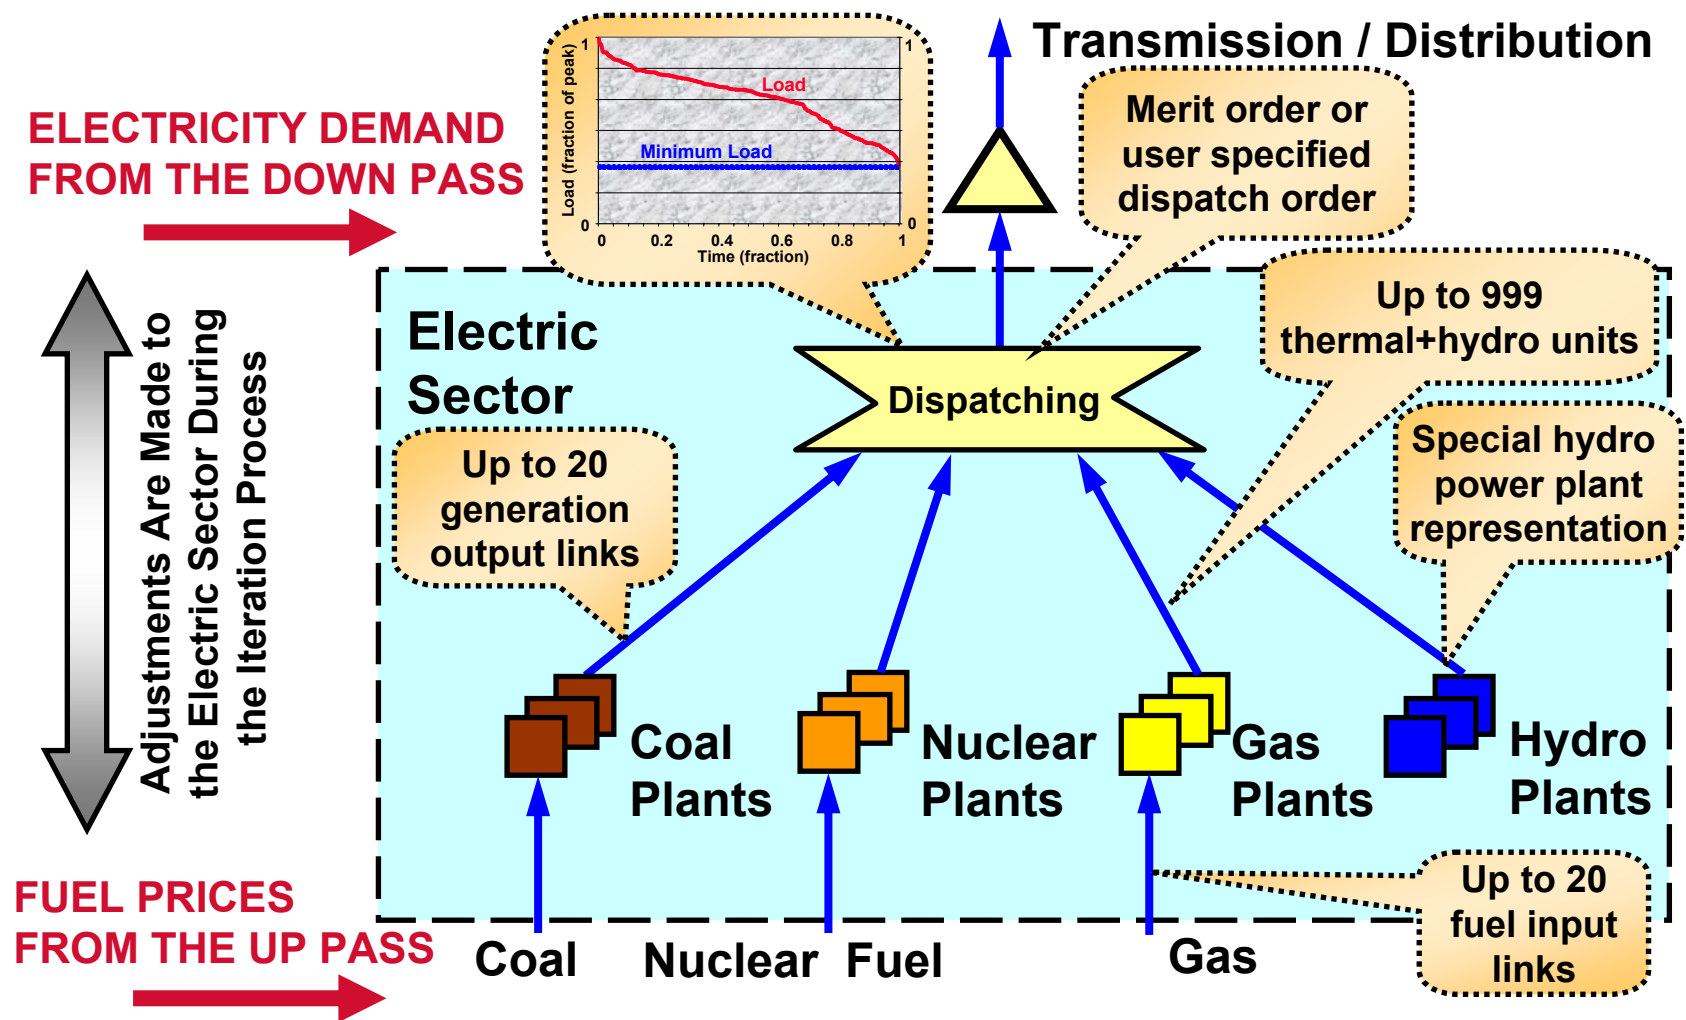 Transmission / Distribution
1
1
Load
Minimum Load
Load (fraction of peak)
0
0
0
0.2
0.4
0.6
0.8
1
Time (fraction)
Merit order or
user specified
dispatch order
ELECTRICITY DEMAND
FROM THE DOWN PASS
Adjustments Are Made to
the Electric Sector During
the Iteration Process
Electric
Sector
Dispatching
Up to 999
thermal+hydro units
Up to 20
generation
output links
Special hydro
power plant
representation
Coal
Plants
Nuclear
Plants
Gas
Plants
Hydro
Plants
Up to 20
fuel input
links
FUEL PRICES
FROM THE UP PASS
Coal
Nuclear Fuel
Gas